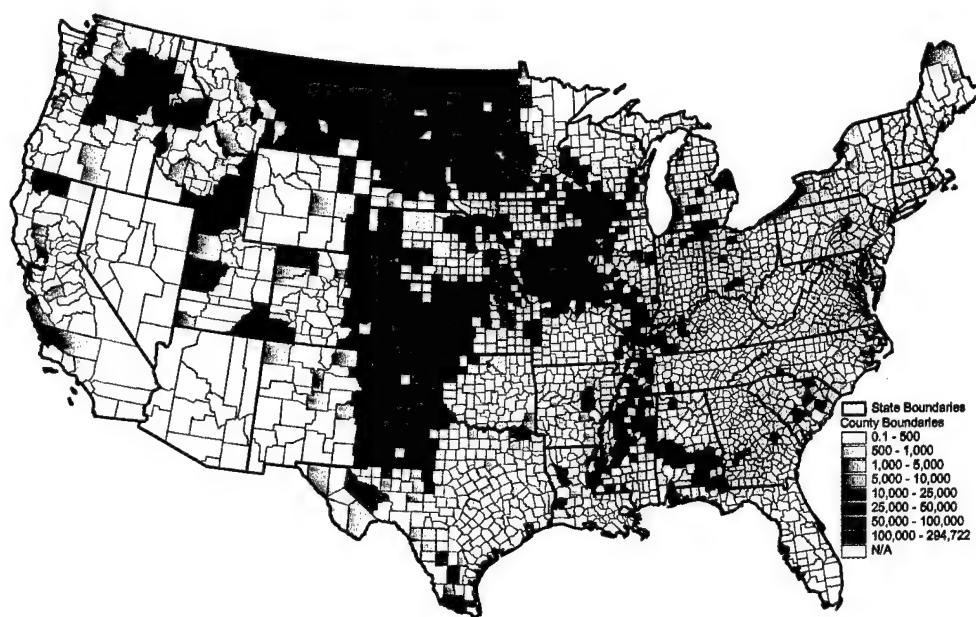 State Boundaries
County Boundaries
0.1 - 500
500 - 1,000
1,000 - 5,000
5,000 - 10,000
10,000 - 25,000
25,000 - 50,000
50,000 - 100,000
100,000 - 294,722
N/A